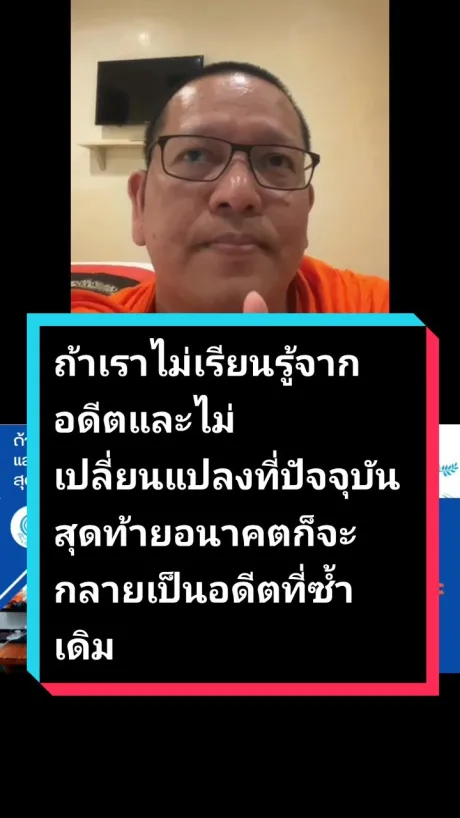 ถ้าเราไม่เรียนรู้จาก
อดีตและไม่
เปลี่ยนแปลงที่ปัจจุบัน
สุดท้ายอนาคตก็จะ
กลายเป็นอดีตที่ซ้ำ
เดิม